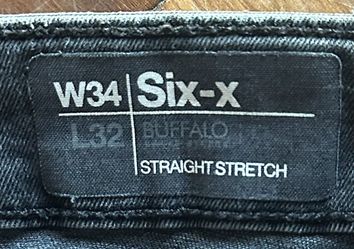 W34 Six-x
L32 BUFFALO
STRAIGHT STRETCH